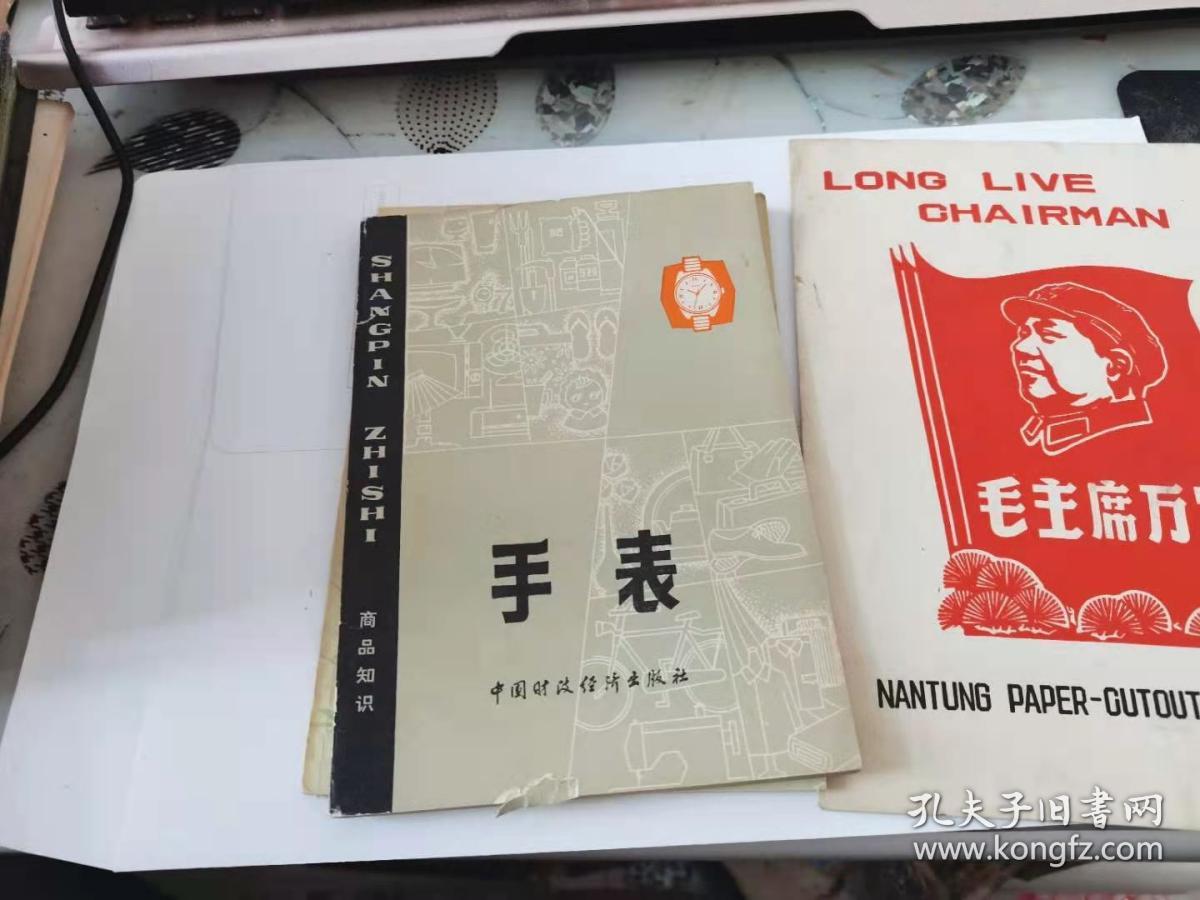 SHANGPIN ZHISHI
商品知识
手表
中国财政经济出版社
LONG LIVE
CHAIRMAN
毛主席万
NANTUNG PAPER-CUTOUT
孔夫子旧书网
www.kongfz.com